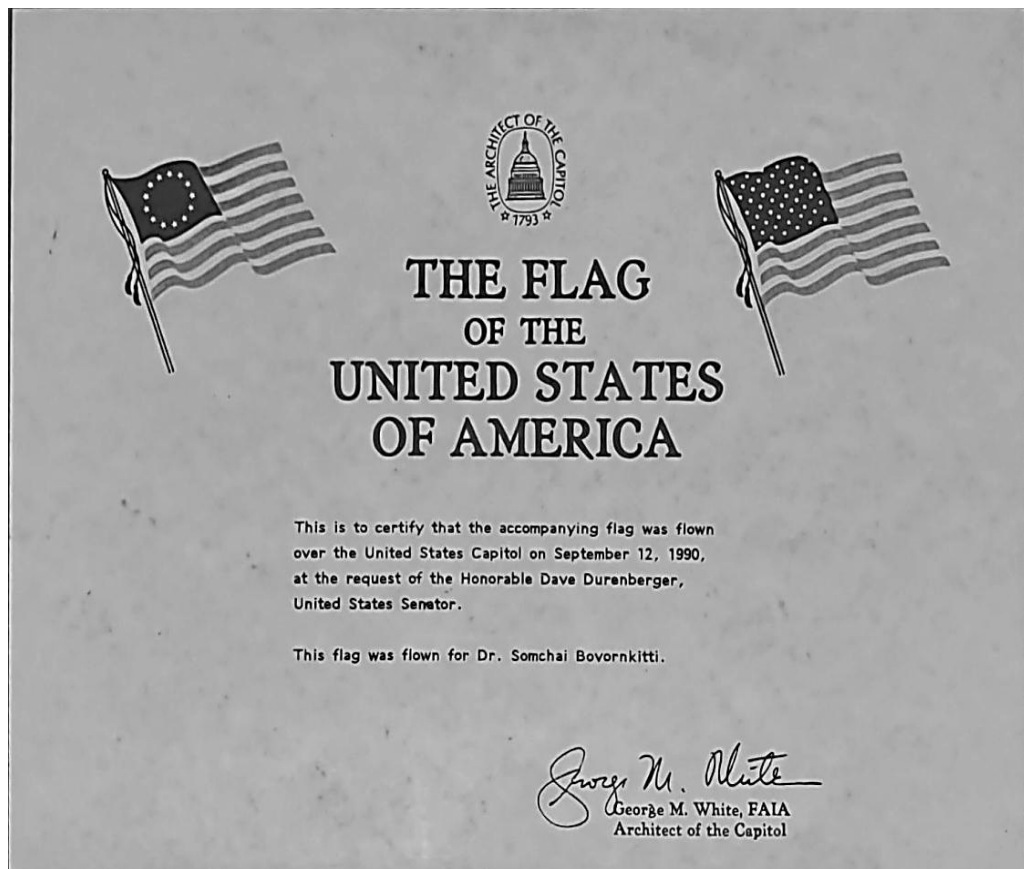 THE ARCHITECT OF THE CAPITOL
1793
THE FLAG
OF THE
UNITED STATES
OF AMERICA
This is to certify that the accompanying flag was flown
over the United States Capitol on September 12, 1990,
at the request of the Honorable Dave Durenberger,
United States Senator.
This flag was flown for Dr. Somchai Bovornkitti.
George M. White
George M. White, FAIA
Architect of the Capitol